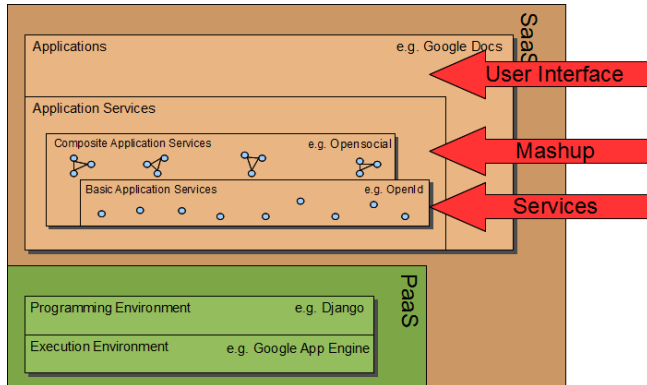 SaaS
Applications e.g. Google Docs
User Interface
Application Services
Composite Application Services e.g. Opensocial
Mashup
Basic Application Services e.g. OpenId
Services
PaaS
Programming Environment e.g. Django
Execution Environment e.g. Google App Engine